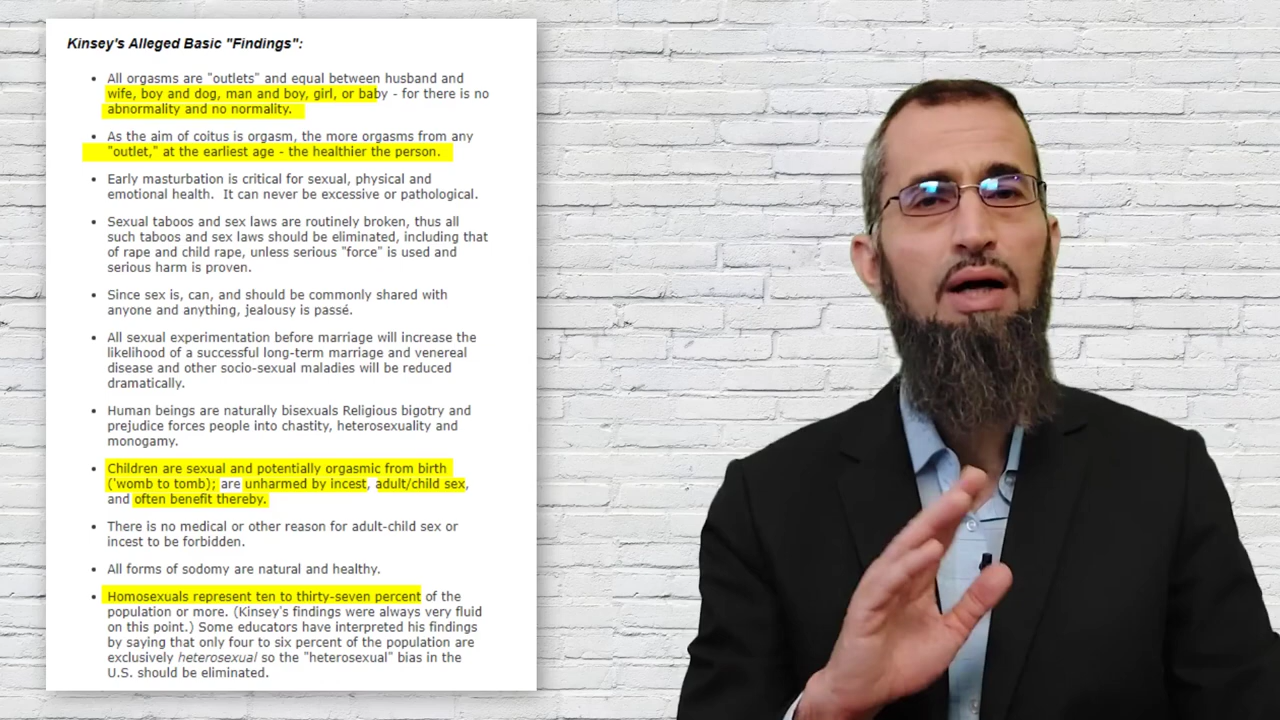 Kinsey's Alleged Basic "Findings":
• All orgasms are "outlets" and equal between husband and
wife, boy and dog, man and boy, girl, or baby - for there is no
abnormality and no normality.
• As the aim of coitus is orgasm, the more orgasms from any
"outlet," at the earliest age - the healthier the person.
• Early masturbation is critical for sexual, physical and
emotional health.  It can never be excessive or pathological.
• Sexual taboos and sex laws are routinely broken, thus all
such taboos and sex laws should be eliminated, including that
of rape and child rape, unless serious "force" is used and
serious harm is proven.
• Since sex is, can, and should be commonly shared with
anyone and anything, jealousy is passé.
• All sexual experimentation before marriage will increase the
likelihood of a successful long-term marriage and venereal
disease and other socio-sexual maladies will be reduced
dramatically.
• Human beings are naturally bisexuals Religious bigotry and
prejudice forces people into chastity, heterosexuality and
monogamy.
• Children are sexual and potentially orgasmic from birth
('womb to tomb); are unharmed by incest, adult/child sex,
and often benefit thereby.
• There is no medical or other reason for adult-child sex or
incest to be forbidden.
• All forms of sodomy are natural and healthy.
• Homosexuals represent ten to thirty-seven percent of the
population or more. (Kinsey's findings were always very fluid
on this point.) Some educators have interpreted his findings
by saying that only four to six percent of the population are
exclusively heterosexual so the "heterosexual" bias in the
U.S. should be eliminated.